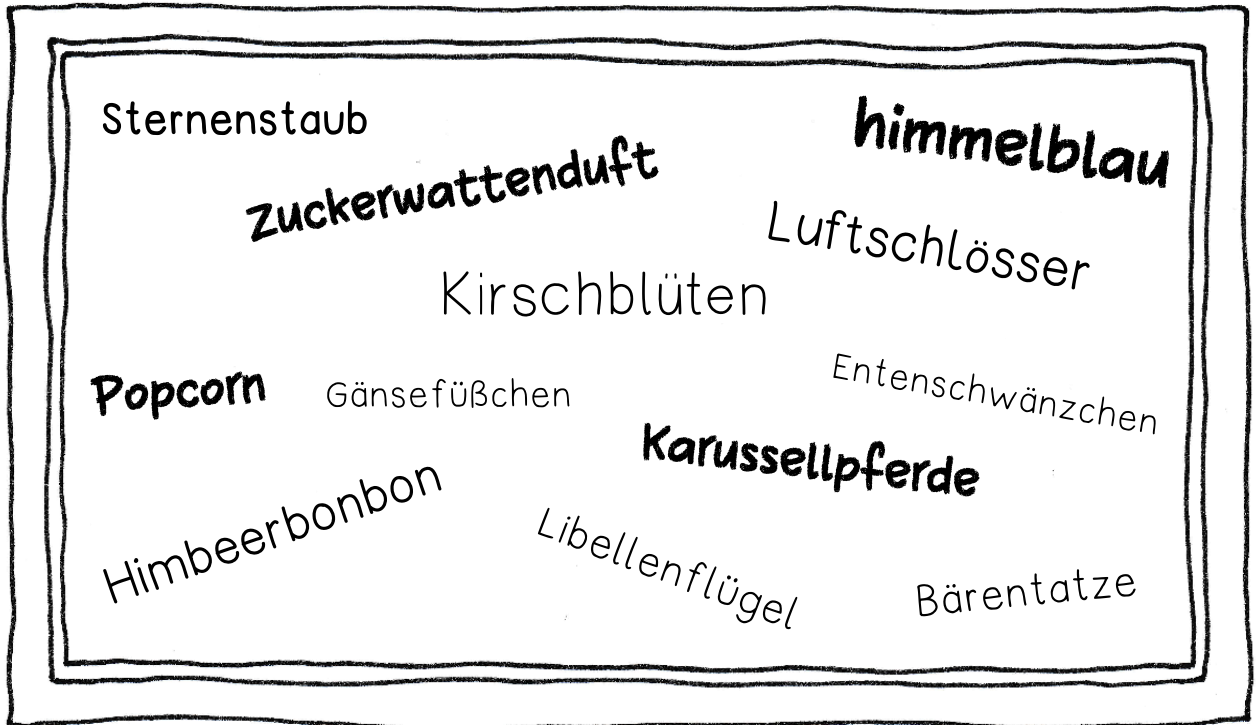 Sternenstaub
himmelblau
Zuckerwattenduft
Luftschlösser
Kirschblüten
Popcorn
Gänsefüßchen
Entenschwänzchen
Karussellpferde
Himbeerbonbon
Libellenflügel
Bärentatze